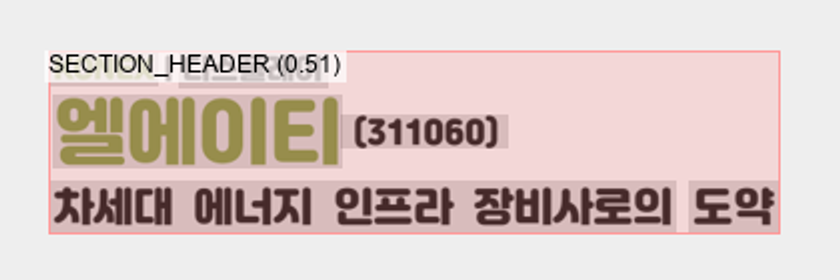 SECTION_HEADER (0.51)
엘에이티 (311060)
차세대 에너지 인프라 장비사로의 도약